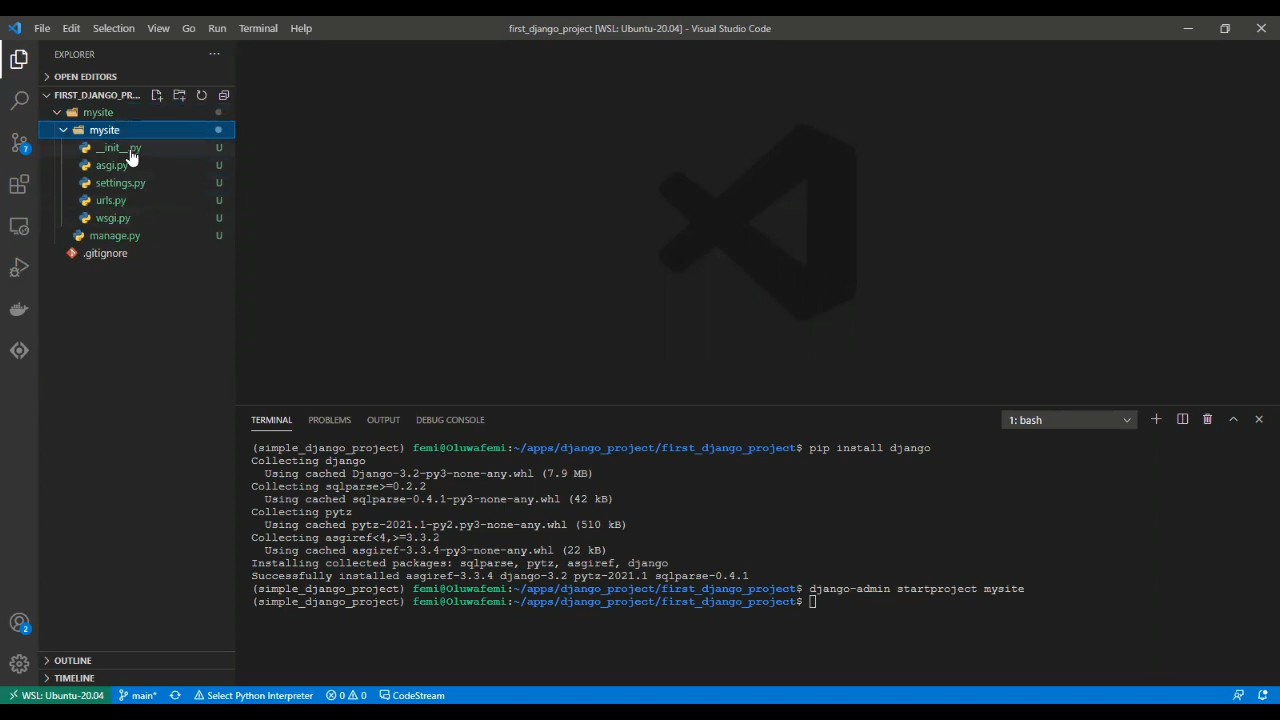 File Edit Selection View Go Run Terminal Help
first_django_project [WSL: Ubuntu-20.04] - Visual Studio Code
EXPLORER
OPEN EDITORS
FIRST_DJANGO_PR...
mysite
mysite
__init__.py U
asgi.py U
settings.py U
urls.py U
wsgi.py U
manage.py U
.gitignore
7
2
OUTLINE
TIMELINE
TERMINAL PROBLEMS OUTPUT DEBUG CONSOLE
1: bash
(simple_django_project) femi@Oluwafemi:~/apps/django_project/first_django_project$ pip install django
Collecting django
Using cached Django-3.2-py3-none-any.whl (7.9 MB)
Collecting sqlparse>=0.2.2
Using cached sqlparse-0.4.1-py3-none-any.whl (42 kB)
Collecting pytz
Using cached pytz-2021.1-py2.py3-none-any.whl (510 kB)
Collecting asgiref<4,>=3.3.2
Using cached asgiref-3.3.4-py3-none-any.whl (22 kB)
Installing collected packages: sqlparse, pytz, asgiref, django
Successfully installed asgiref-3.3.4 django-3.2 pytz-2021.1 sqlparse-0.4.1
(simple_django_project) femi@Oluwafemi:~/apps/django_project/first_django_project$ django-admin startproject mysite
(simple_django_project) femi@Oluwafemi:~/apps/django_project/first_django_project$
WSL: Ubuntu-20.04 main* Select Python Interpreter 0 0 CodeStream